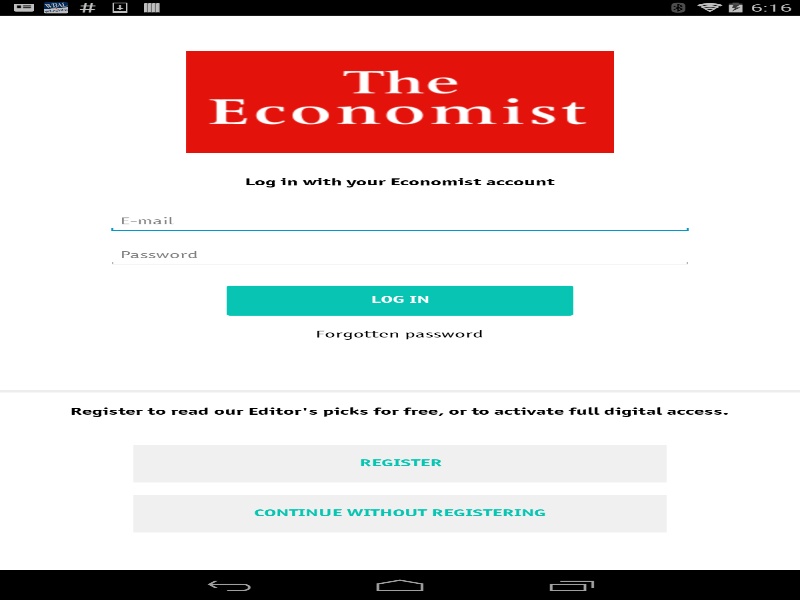 WBAL
#
6:16
The
Economist
Log in with your Economist account
E-mail
Password
LOG IN
Forgotten password
Register to read our Editor's picks for free, or to activate full digital access.
REGISTER
CONTINUE WITHOUT REGISTERING